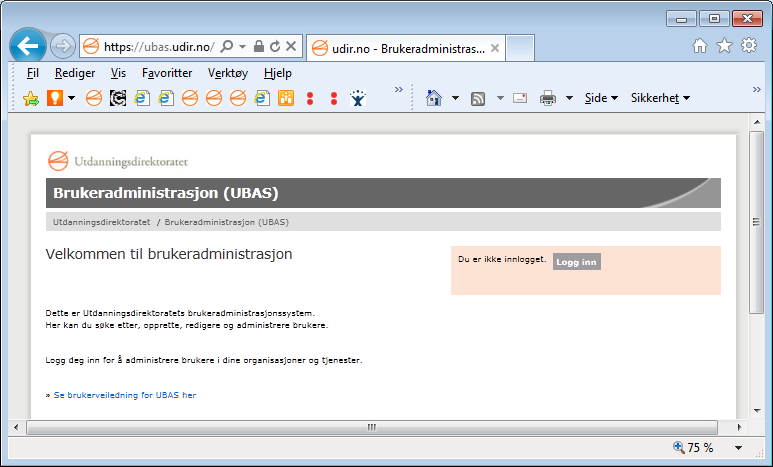 https://ubas.udir.no/
udir.no - Brukeradministras...
Fil Rediger Vis Favoritter Verktøy Hjelp
Side Sikkerhet
Utdanningsdirektoratet
Brukeradministrasjon (UBAS)
Utdanningsdirektoratet / Brukeradministrasjon (UBAS)
Velkommen til brukeradministrasjon
Du er ikke innlogget. Logg inn
Dette er Utdanningsdirektoratets brukeradministrasjonssystem.
Her kan du søke etter, opprette, redigere og administrere brukere.
Logg deg inn for å administrere brukere i dine organisasjoner og tjenester.
» Se brukerveiledning for UBAS her
75 %